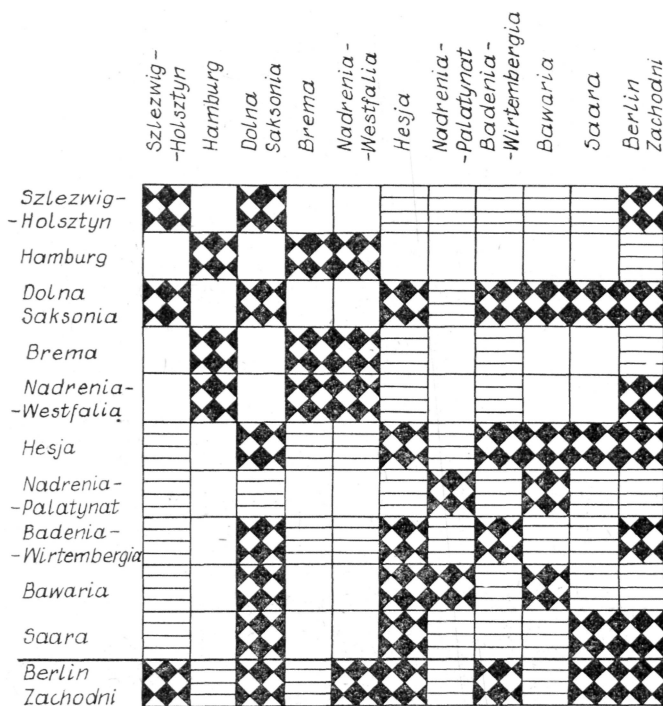 Szlezwig-
-Holsztyn
Hamburg
Dolna
Saksonia
Brema
Nadrenia-
-Westfalia
Hesja
Nadrenia-
-Palatynat
Badenia-
-Wirtembergia
Bawaria
Saara
Berlin
Zachodni
Szlezwig-
-Holsztyn
Hamburg
Dolna
Saksonia
Brema
Nadrenia-
-Westfalia
Hesja
Nadrenia-
-Palatynat
Badenia-
-Wirtembergia
Bawaria
Saara
Berlin
Zachodni